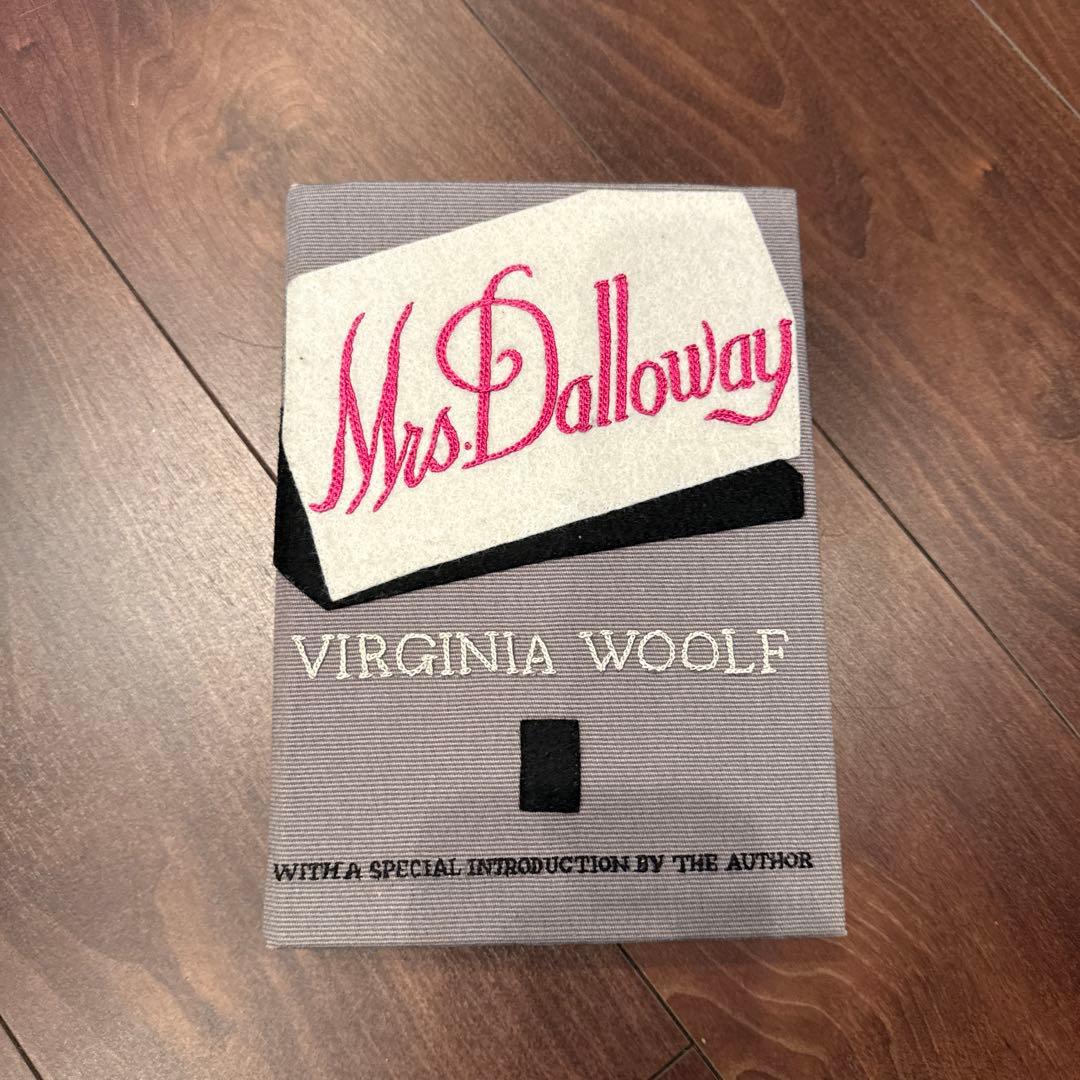 Mrs. Dalloway
VIRGINIA WOOLF
WITH A SPECIAL INTRODUCTION BY THE AUTHOR